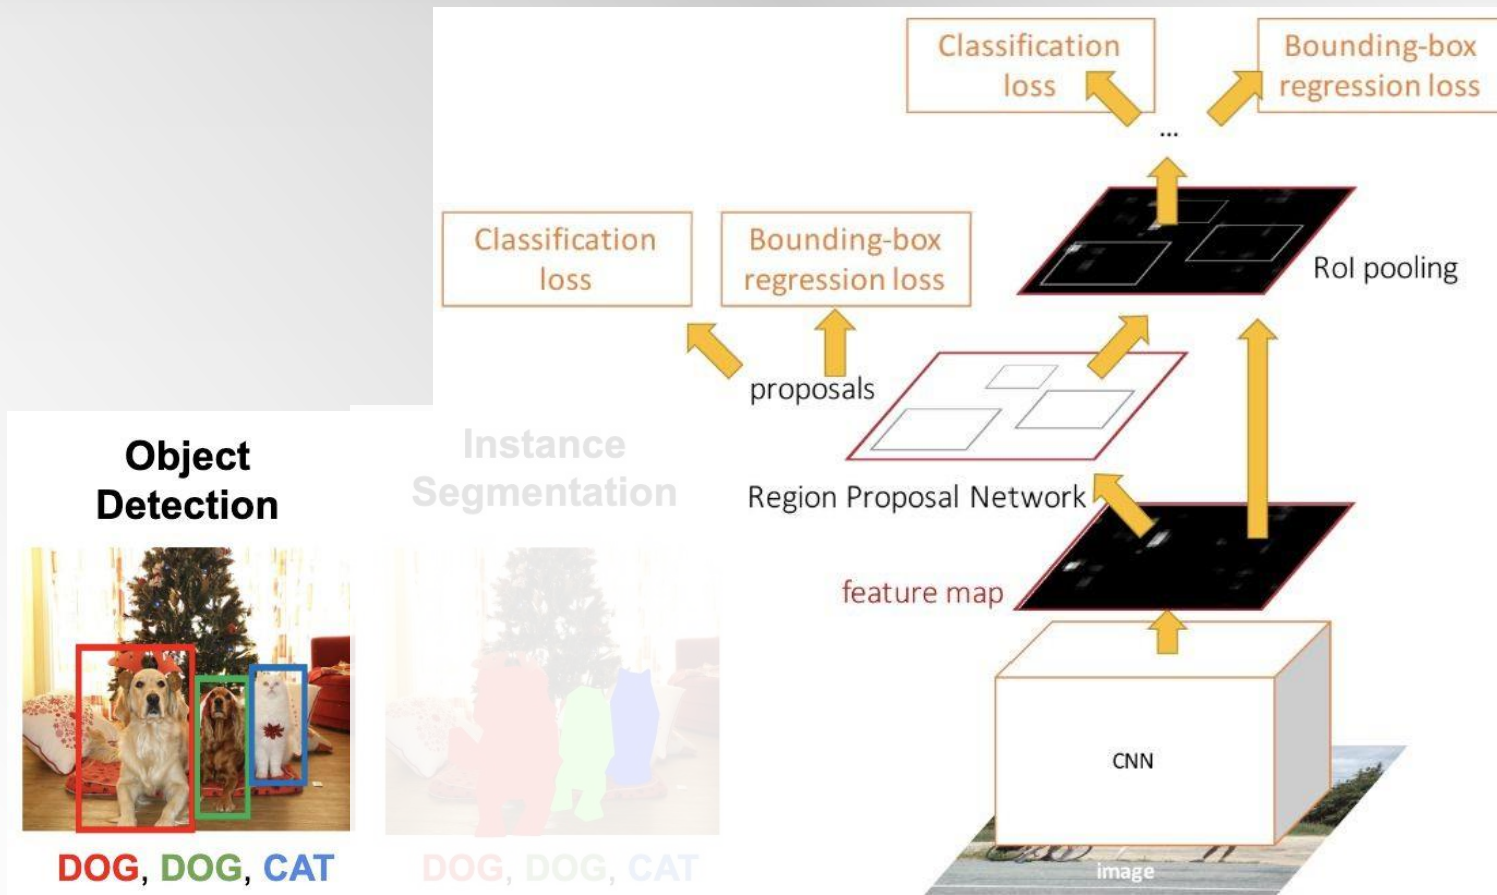 Classification
loss
Bounding-box
regression loss
...
Classification
loss
Bounding-box
regression loss
RoI pooling
proposals
Object
Detection
Instance
Segmentation
Region Proposal Network
feature map
CNN
image
DOG, DOG, CAT
DOG, DOG, CAT